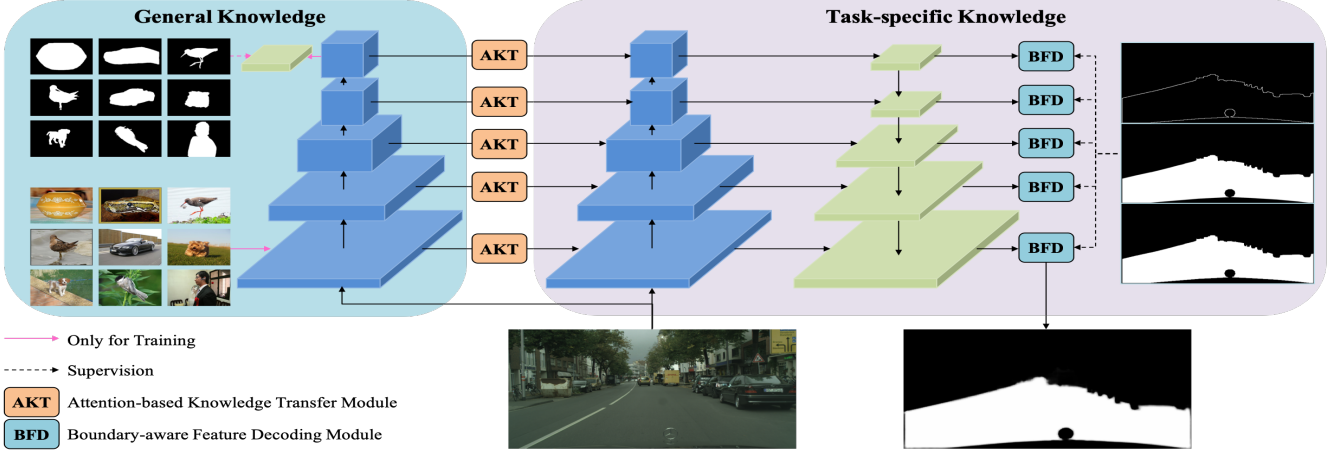 General Knowledge
Task-specific Knowledge
AKT
BFD
AKT
BFD
AKT
BFD
AKT
BFD
AKT
BFD
Only for Training
Supervision
AKT
Attention-based Knowledge Transfer Module
BFD
Boundary-aware Feature Decoding Module